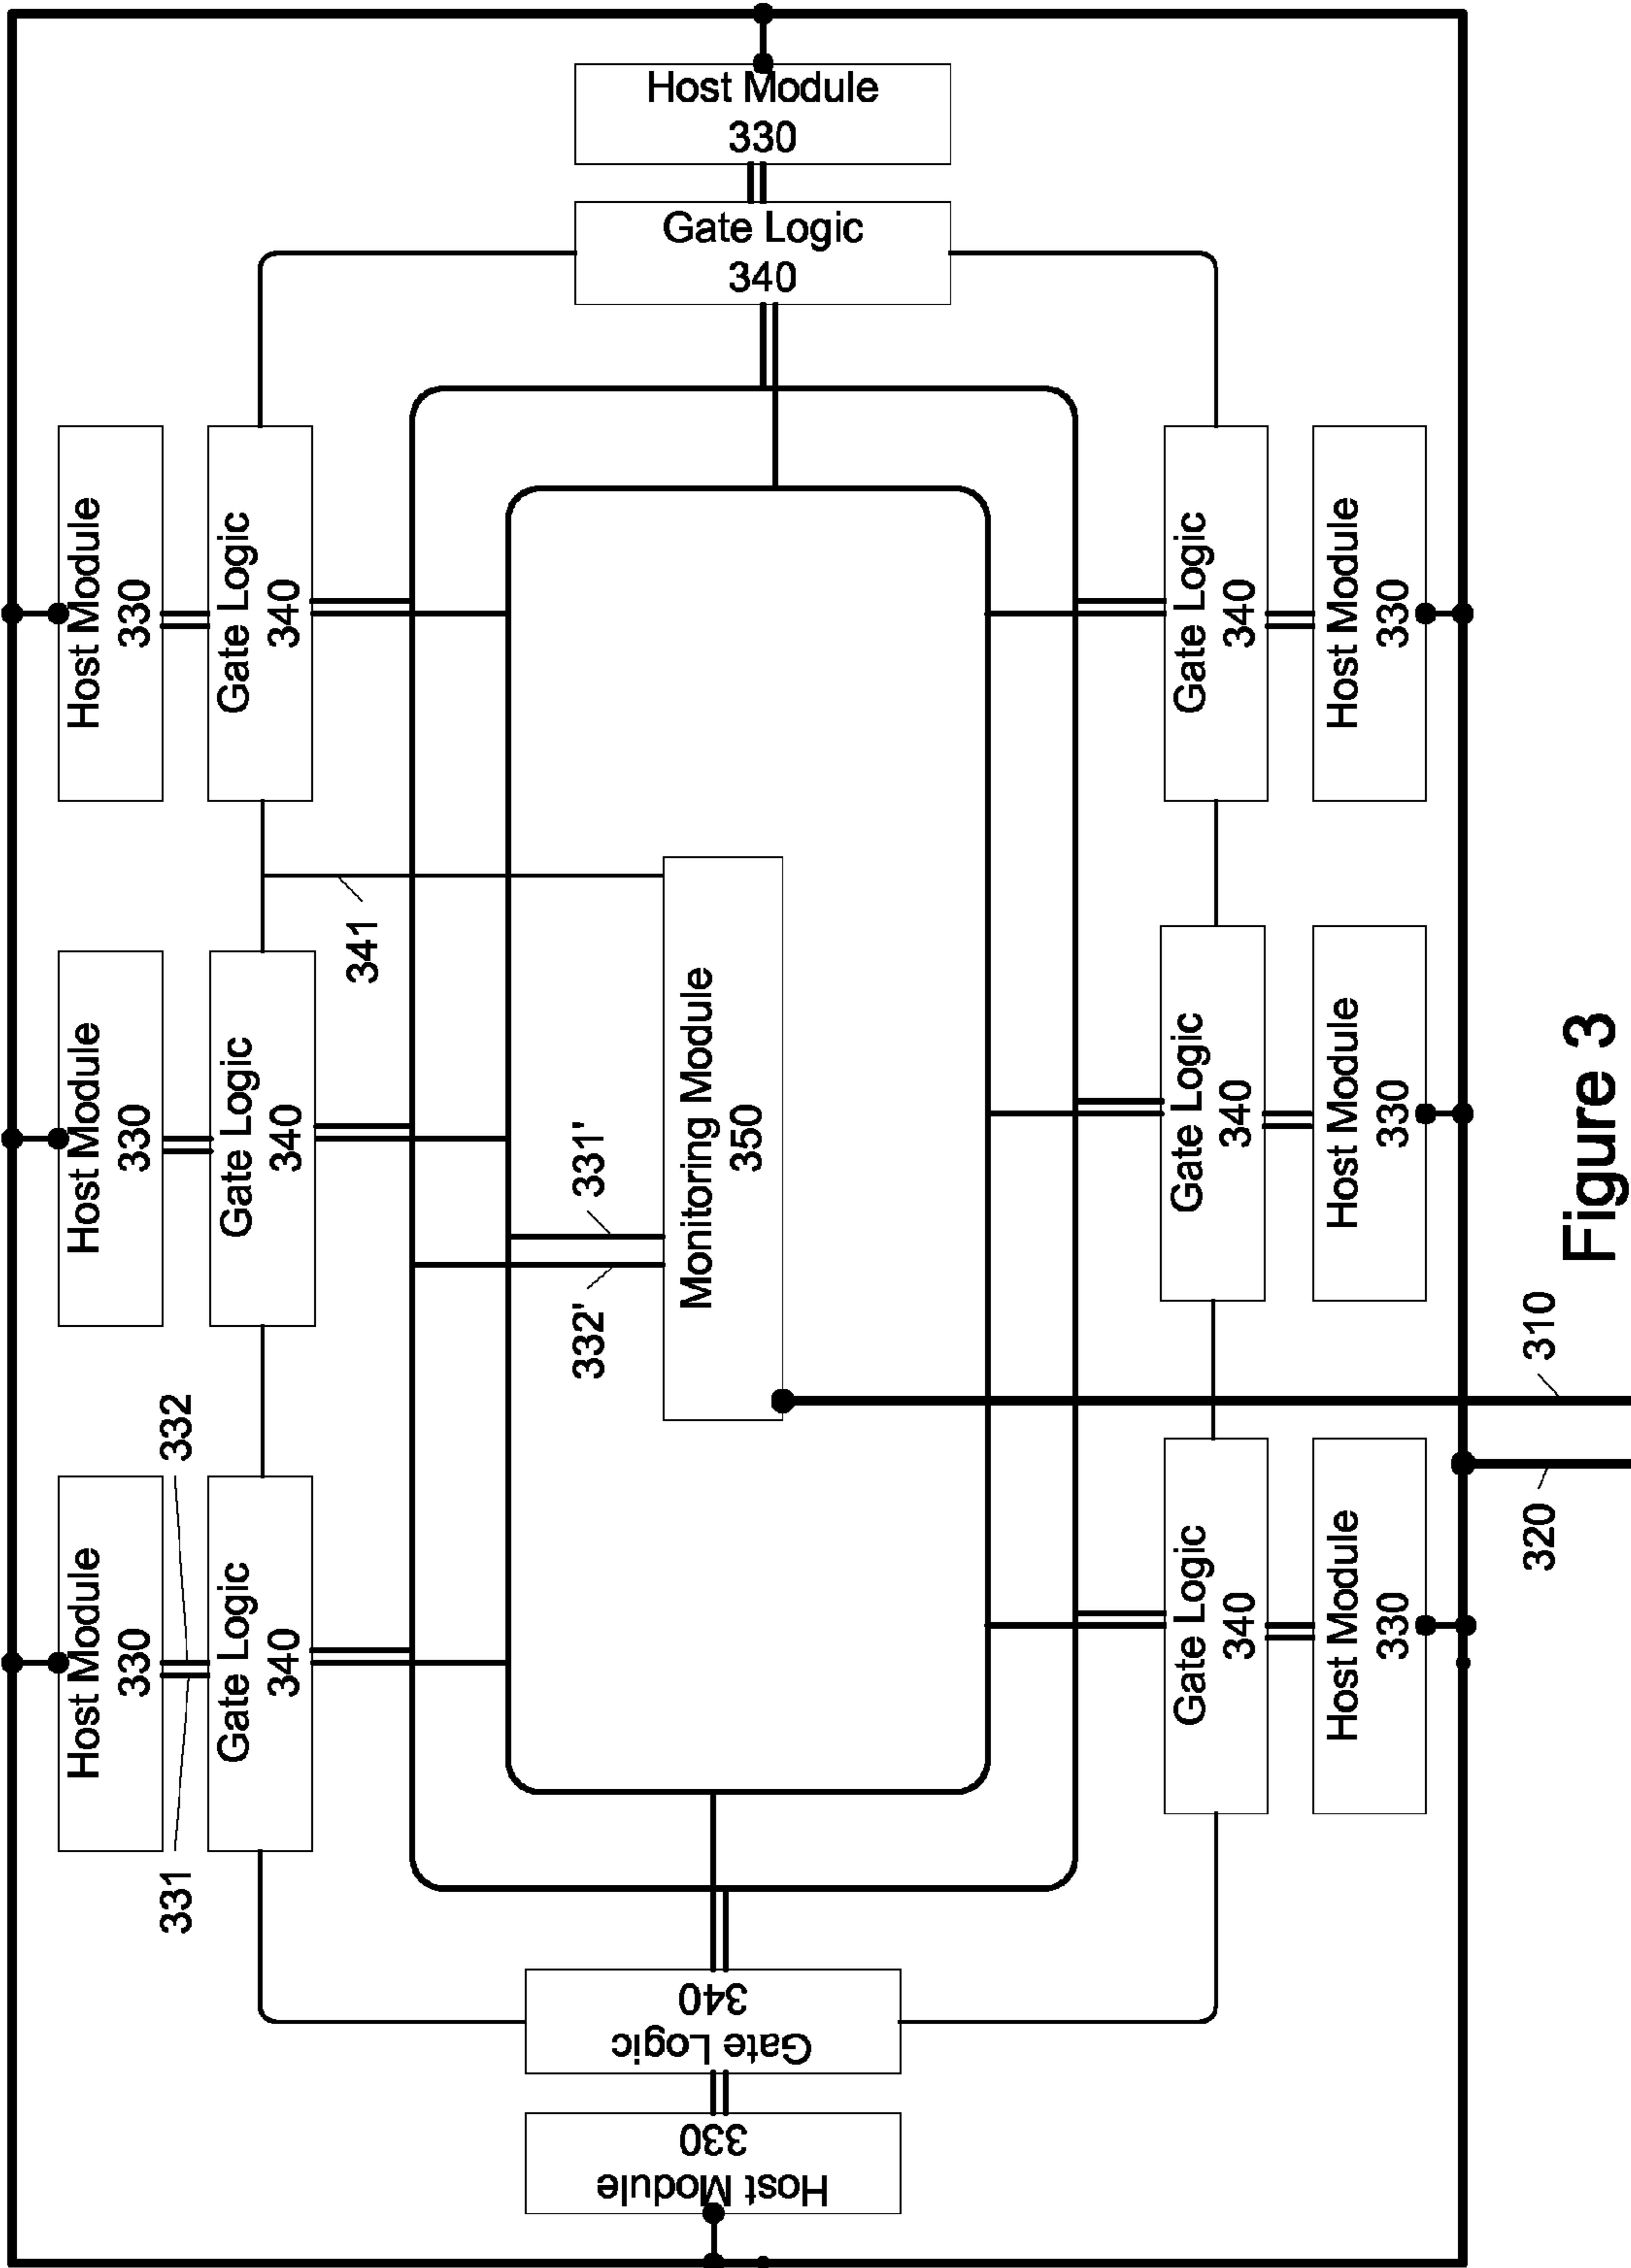 Host Module
330
Gate Logic
340
Host Module
330
Gate Logic
340
Host Module
330
Gate Logic
340
Host Module
330
Gate Logic
340
331
332
341
332'
331'
Monitoring Module
350
Host Module
330
Gate Logic
340
Gate Logic
340
Host Module
330
Gate Logic
340
Host Module
330
Gate Logic
340
Host Module
330
320
310
Figure 3